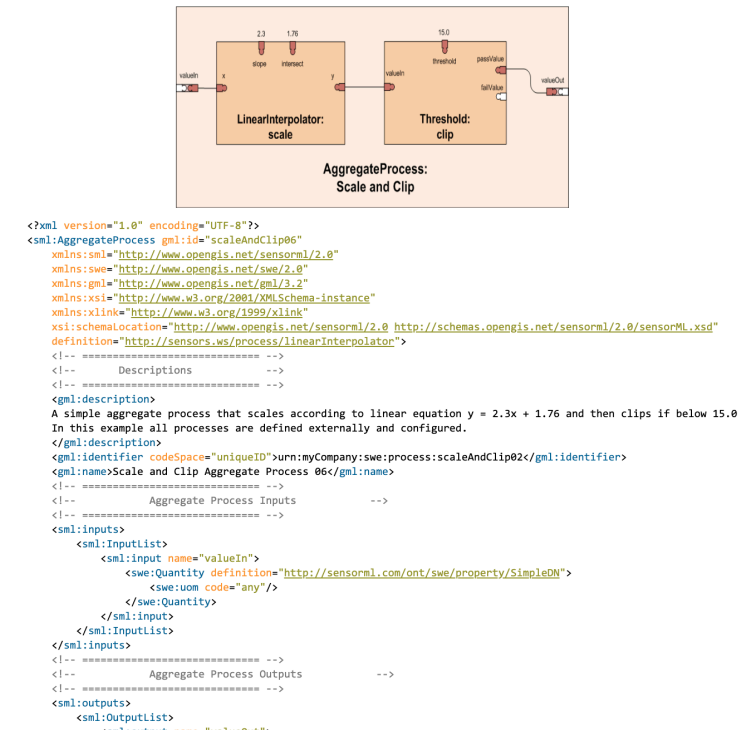 2.3 1.76 15.0
slope intersect threshold passValue
valueIn x y valueIn valueOut
failValue
LinearInterpolator: Threshold:
scale clip
AggregateProcess:
Scale and Clip
<?xml version="1.0" encoding="UTF-8"?>
<sml:AggregateProcess gml:id="scaleAndClip06"
xmlns:sml="http://www.opengis.net/sensorml/2.0"
xmlns:swe="http://www.opengis.net/swe/2.0"
xmlns:gml="http://www.opengis.net/gml/3.2"
xmlns:xsi="http://www.w3.org/2001/XMLSchema-instance"
xmlns:xlink="http://www.w3.org/1999/xlink"
xsi:schemaLocation="http://www.opengis.net/sensorml/2.0 http://schemas.opengis.net/sensorml/2.0/sensorML.xsd"
definition="http://sensors.ws/process/linearInterpolator">
<!-- ============================= -->
<!-- Descriptions -->
<!-- ============================= -->
<gml:description>
A simple aggregate process that scales according to linear equation y = 2.3x + 1.76 and then clips if below 15.0
In this example all processes are defined externally and configured.
</gml:description>
<gml:identifier codeSpace="uniqueID">urn:myCompany:swe:process:scaleAndClip02</gml:identifier>
<gml:name>Scale and Clip Aggregate Process 06</gml:name>
<!-- ============================= -->
<!-- Aggregate Process Inputs -->
<!-- ============================= -->
<sml:inputs>
<sml:InputList>
<sml:input name="valueIn">
<swe:Quantity definition="http://sensorml.com/ont/swe/property/SimpleDN">
<swe:uom code="any"/>
</swe:Quantity>
</sml:input>
</sml:InputList>
</sml:inputs>
<!-- ============================= -->
<!-- Aggregate Process Outputs -->
<!-- ============================= -->
<sml:outputs>
<sml:OutputList>